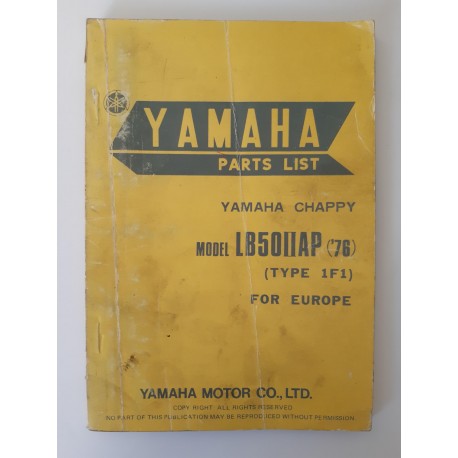 YAMAHA
PARTS LIST
YAMAHA CHAPPY
MODEL LB50IIAP ('76)
(TYPE 1F1)
FOR EUROPE
YAMAHA MOTOR CO., LTD.
COPY RIGHT. ALL RIGHTS RESERVED
NO PART OF THIS PUBLICATION MAY BE REPRODUCED WITHOUT PERMISSION.